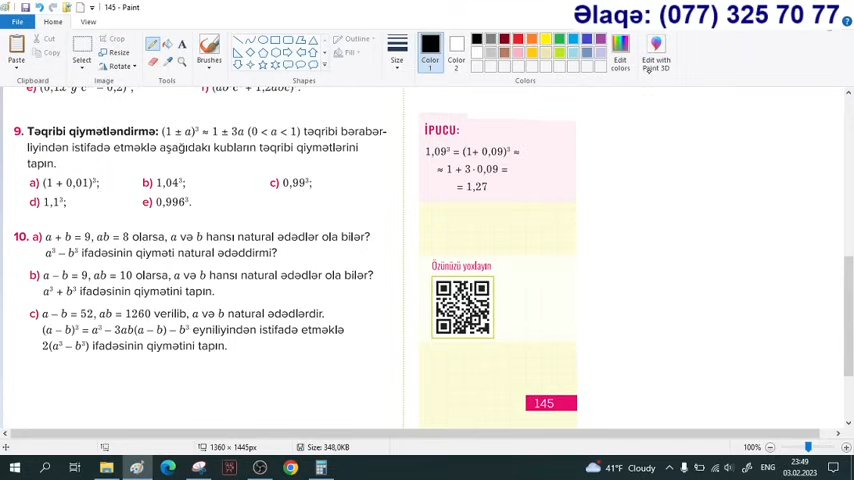 145 - Paint
Əlaqə: (077) 325 70 77
File
Home
View
Paste
Cut
Copy
Clipboard
Select
Crop
Resize
Rotate
Image
Tools
Brushes
Shapes
Outline
Fill
Size
Color 1
Color 2
Colors
Edit colors
Edit with Paint 3D
9. Təqribi qiymətləndirmə: (1 ± a)³ ≈ 1 ± 3a (0 < a < 1) təqribi bərabər-
liyindən istifadə etməklə aşağıdakı kubların təqribi qiymətlərini
tapın.
a) (1 + 0,01)³; b) 1,04³; c) 0,99³;
d) 1,1³; e) 0,996³.
10. a) a + b = 9, ab = 8 olarsa, a və b hansı natural ədədlər ola bilər?
a³ – b³ ifadəsinin qiyməti natural ədəddirmi?
b) a – b = 9, ab = 10 olarsa, a və b hansı natural ədədlər ola bilər?
a³ + b³ ifadəsinin qiymətini tapın.
c) a – b = 52, ab = 1260 verilib, a və b natural ədədlərdir.
(a – b)³ = a³ – 3ab(a – b) – b³ eyniliyindən istifadə etməklə
2(a³ – b³) ifadəsinin qiymətini tapın.
İPUCU:
1,09³ = (1+ 0,09)³ ≈
≈ 1 + 3 · 0,09 =
= 1,27
Özünüzü yoxlayın
145
1360 × 1445px
Size: 348,0KB
100%
41°F Cloudy
ENG
23:49
03.02.2023